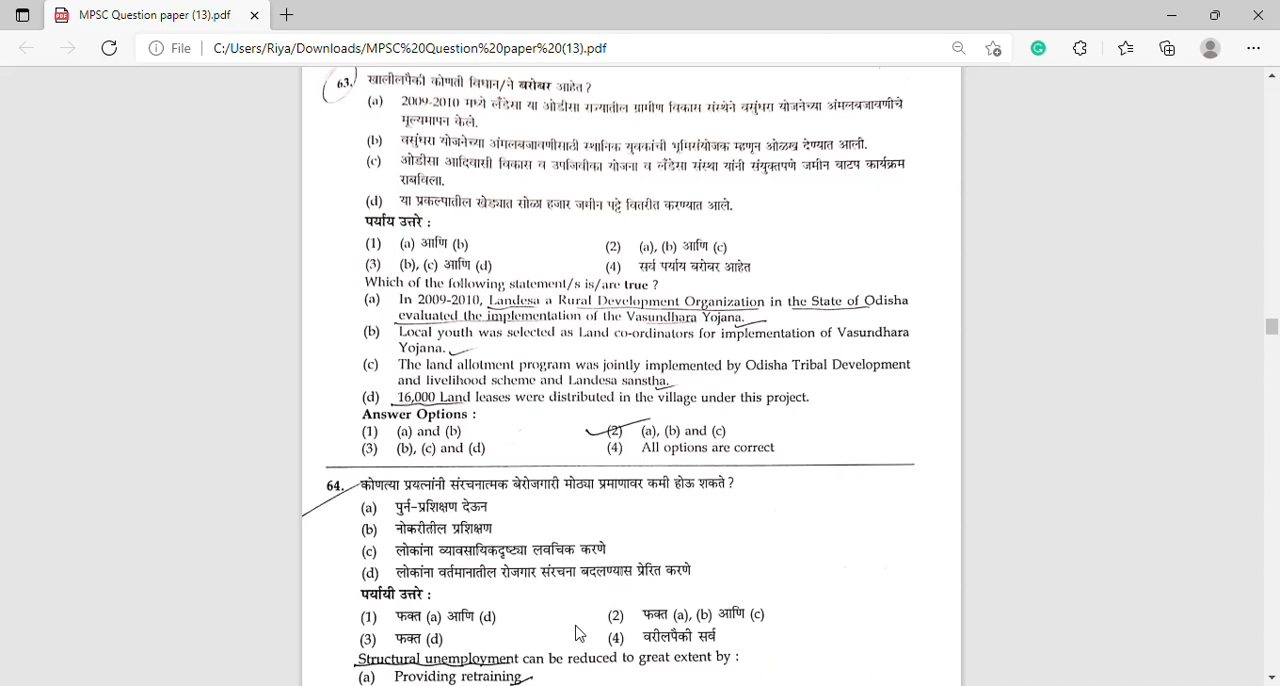 MPSC Question paper (13).pdf
File C:/Users/Riya/Downloads/MPSC%20Question%20paper%20(13).pdf
63. खालीलपैकी कोणती विधान/ने बरोबर आहेत ?
(a) 2009-2010 मध्ये लँडेसा या ओडीसा राज्यातील ग्रामीण विकास संस्थेने वसुंधरा योजनेच्या अंमलबजावणीचे
मूल्यमापन केले.
(b) वसुंधरा योजनेच्या अंमलबजावणीसाठी स्थानिक युवकांची भूमिसंयोजक म्हणून ओळख देण्यात आली.
(c) ओडीसा आदिवासी विकास व उपजिवीका योजना व लँडेसा संस्था यांनी संयुक्तपणे जमीन वाटप कार्यक्रम
राबविला.
(d) या प्रकल्पातील खेड्यात सोळा हजार जमीन पट्टे वितरीत करण्यात आले.
पर्याय उत्तरे :
(1) (a) आणि (b) (2) (a), (b) आणि (c)
(3) (b), (c) आणि (d) (4) सर्व पर्याय बरोबर आहेत
Which of the following statement/s is/are true ?
(a) In 2009-2010, Landesa a Rural Development Organization in the State of Odisha
evaluated the implementation of the Vasundhara Yojana.
(b) Local youth was selected as Land co-ordinators for implementation of Vasundhara
Yojana.
(c) The land allotment program was jointly implemented by Odisha Tribal Development
and livelihood scheme and Landesa sanstha.
(d) 16,000 Land leases were distributed in the village under this project.
Answer Options :
(1) (a) and (b) (2) (a), (b) and (c)
(3) (b), (c) and (d) (4) All options are correct
64. कोणत्या प्रयत्नांनी संरचनात्मक बेरोजगारी मोठ्या प्रमाणावर कमी होऊ शकते ?
(a) पुर्न-प्रशिक्षण देऊन
(b) नोकरीतील प्रशिक्षण
(c) लोकांना व्यावसायिकदृष्ट्या लवचिक करणे
(d) लोकांना वर्तमानातील रोजगार संरचना बदलण्यास प्रेरित करणे
पर्यायी उत्तरे :
(1) फक्त (a) आणि (d) (2) फक्त (a), (b) आणि (c)
(3) फक्त (d) (4) वरीलपैकी सर्व
Structural unemployment can be reduced to great extent by :
(a) Providing retraining